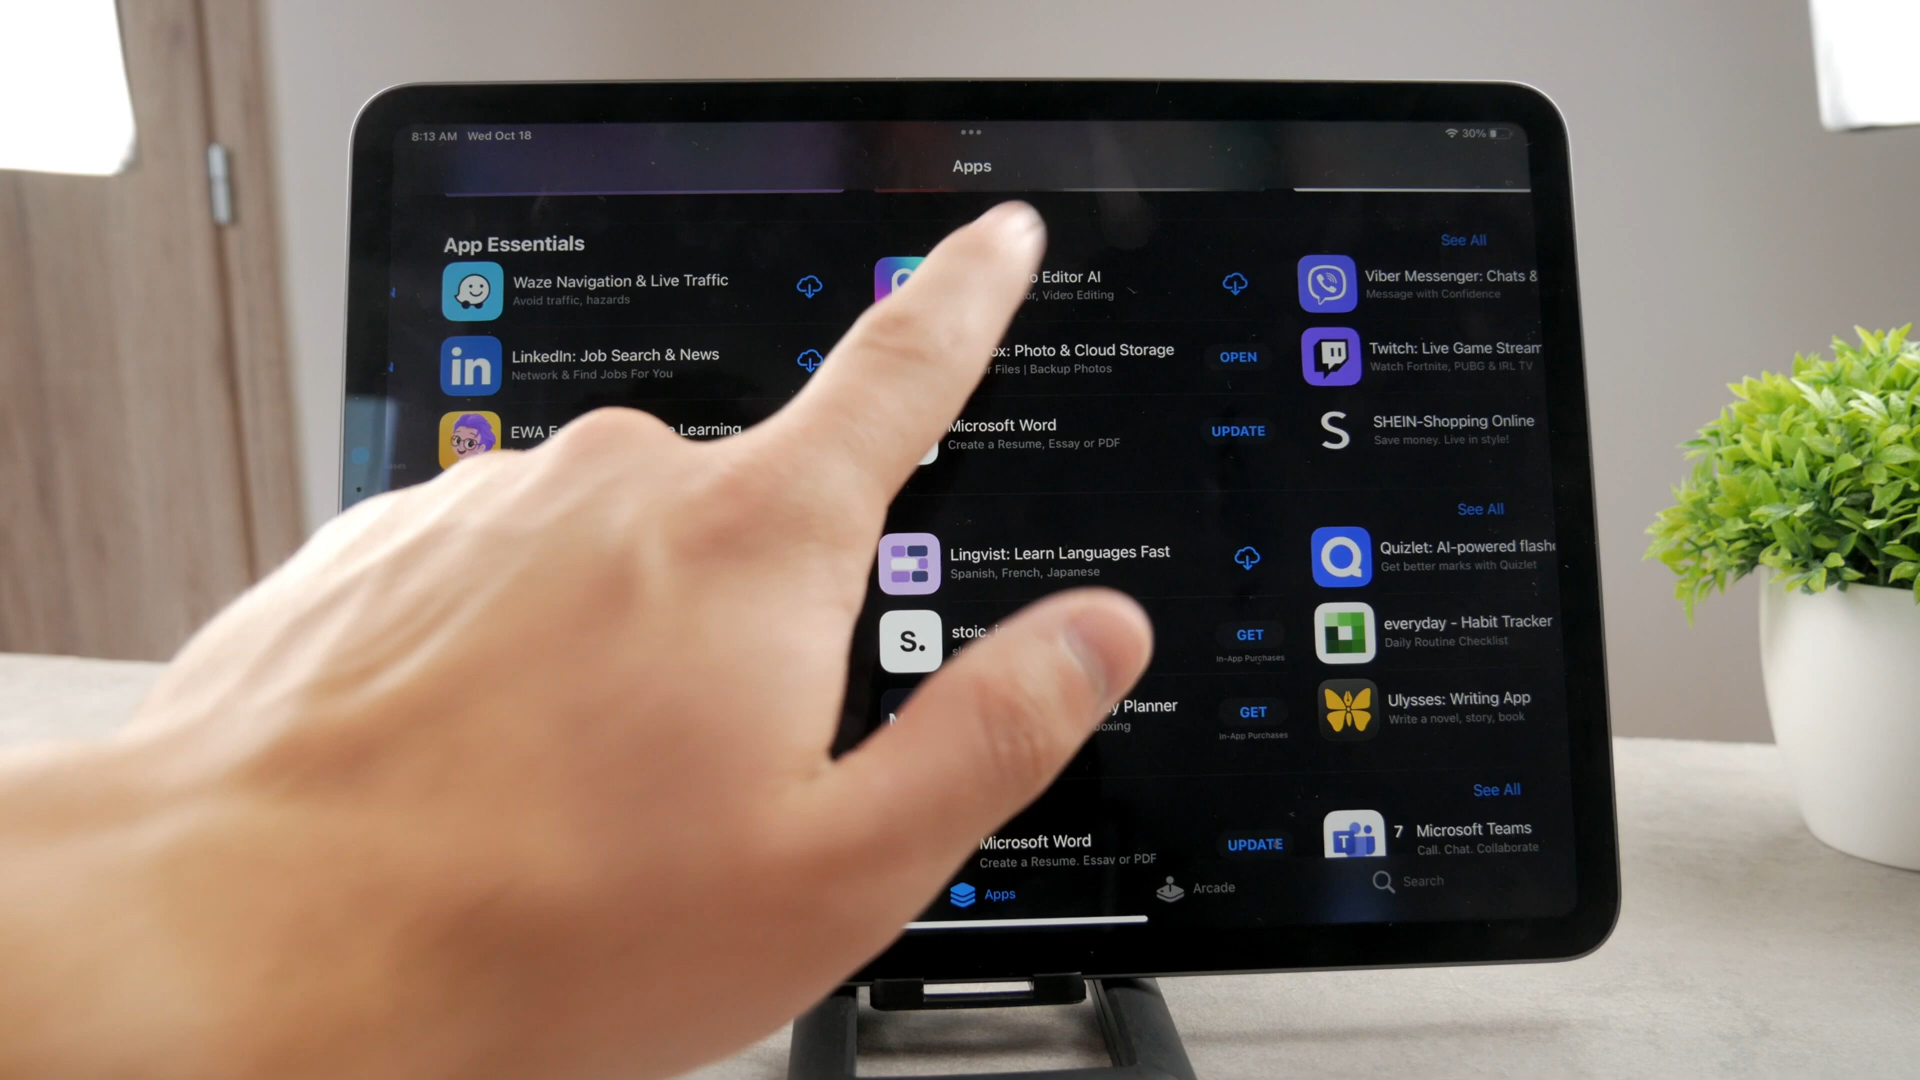 8:13 AM Wed Oct 18
30%
Apps
App Essentials
See All
Waze Navigation & Live Traffic
Avoid traffic, hazards
Editor AI
Video Editing
Viber Messenger: Chats &
Message with Confidence
in
LinkedIn: Job Search & News
Network & Find Jobs For You
Photo & Cloud Storage
Files | Backup Photos
OPEN
Twitch: Live Game Stream
Watch Fortnite, PUBG & IRL TV
EWA
Learning
Microsoft Word
Create a Resume, Essay or PDF
UPDATE
S
SHEIN-Shopping Online
Save money. Live in style!
See All
Lingvist: Learn Languages Fast
Spanish, French, Japanese
Quizlet: AI-powered
Get better marks with Quizlet
S.
stoic.
GET
In-App Purchases
everyday - Habit Tracker
Daily Routine Checklist
Planner
GET
In-App Purchases
Ulysses: Writing App
Write a novel, story, book
See All
Microsoft Word
Create a Resume, Essay or PDF
UPDATE
T
7 Microsoft Teams
Call. Chat. Collaborate
Apps
Arcade
Search